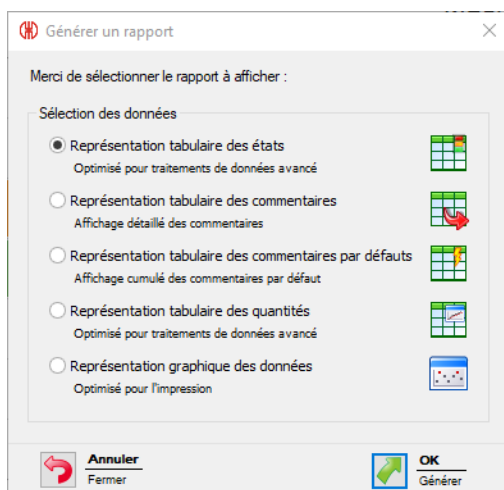 Générer un rapport
Merci de sélectionner le rapport à afficher :
Sélection des données
Représentation tabulaire des états
Optimisé pour traitements de données avancé
Représentation tabulaire des commentaires
Affichage détaillé des commentaires
Représentation tabulaire des commentaires par défauts
Affichage cumulé des commentaires par défaut
Représentation tabulaire des quantités
Optimisé pour traitements de données avancé
Représentation graphique des données
Optimisé pour l'impression
Annuler
Fermer
OK
Générer